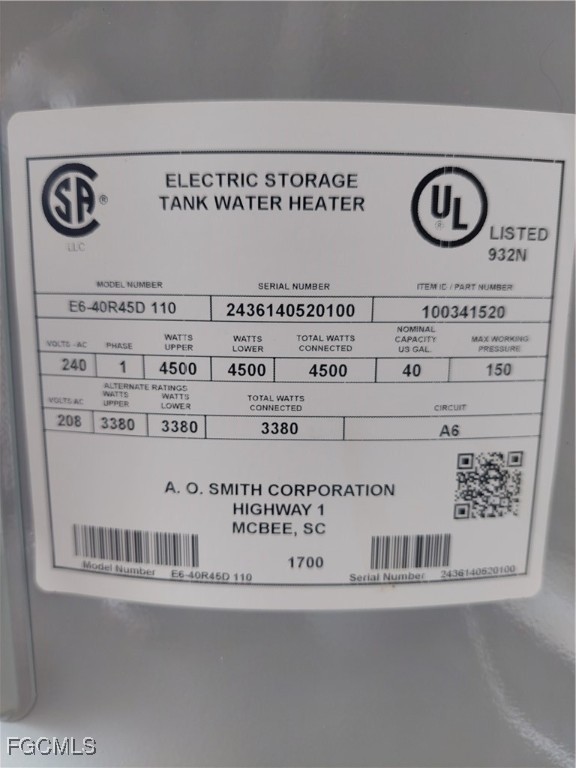 SA ®
LLC
ELECTRIC STORAGE
TANK WATER HEATER
UL
LISTED
932N
MODEL NUMBER SERIAL NUMBER ITEM ID / PART NUMBER
E6-40R45D 110 2436140520100 100341520
VOLTS - AC PHASE WATTS UPPER WATTS LOWER TOTAL WATTS CONNECTED NOMINAL CAPACITY US GAL. MAX WORKING PRESSURE
240 1 4500 4500 4500 40 150
ALTERNATE RATINGS
VOLTS AC WATTS UPPER WATTS LOWER TOTAL WATTS CONNECTED CIRCUIT
208 3380 3380 3380 A6
A. O. SMITH CORPORATION
HIGHWAY 1
MCBEE, SC
1700
Model Number E6-40R45D 110 Serial Number 2436140520100
FGCMLS